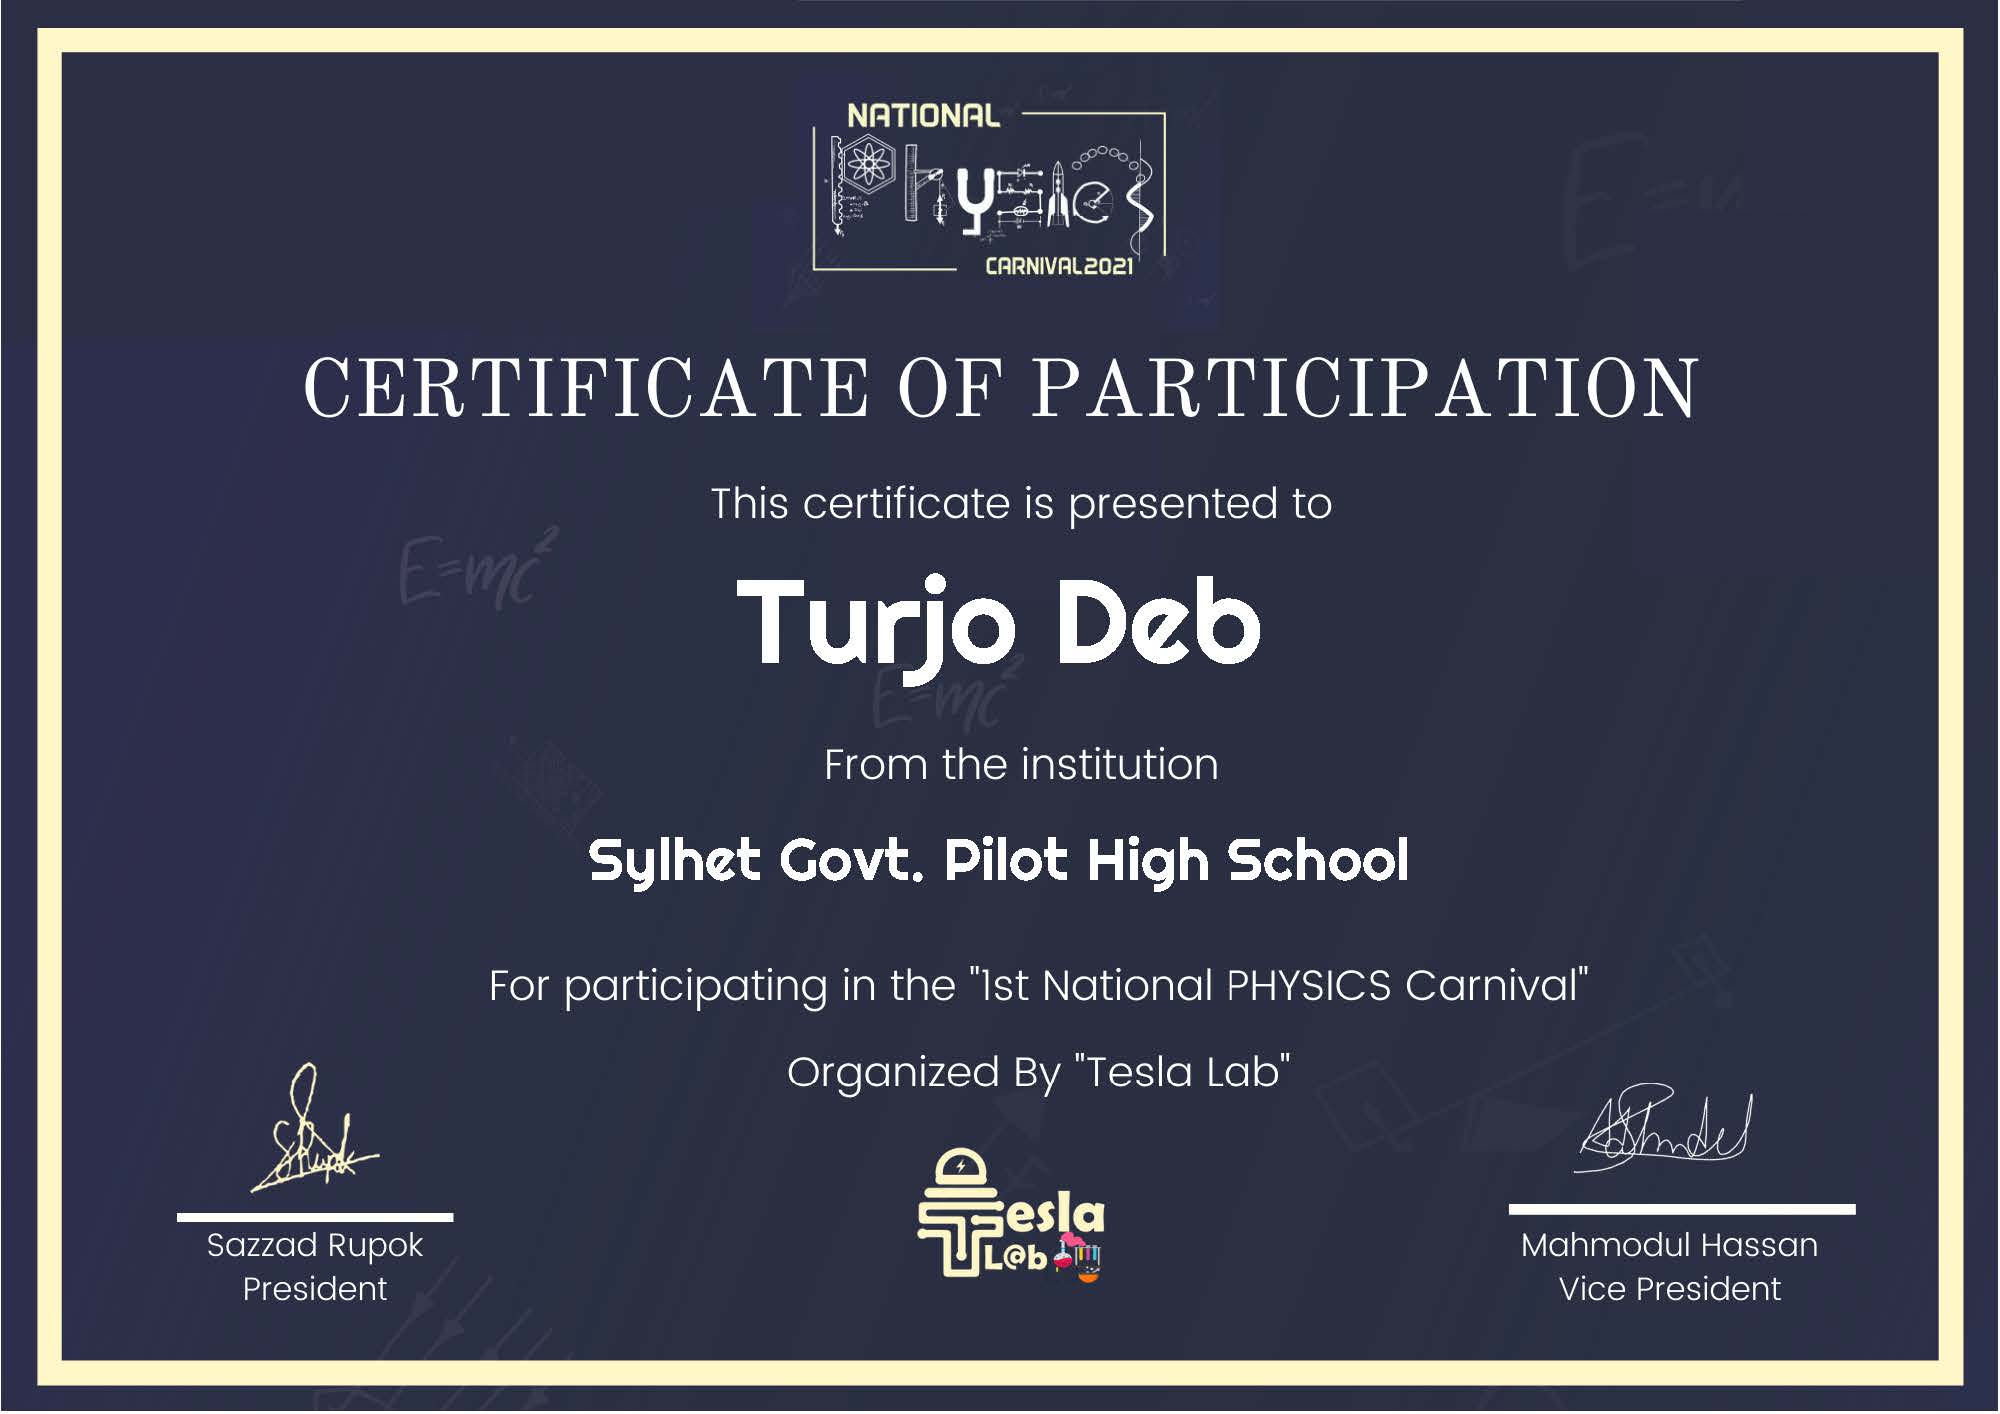 NATIONAL
Physics
CARNIVAL2021
CERTIFICATE OF PARTICIPATION
This certificate is presented to
E=mc²
Turjo Deb
E=mc²
From the institution
Sylhet Govt. Pilot High School
For participating in the "1st National PHYSICS Carnival"
Organized By "Tesla Lab"
Tesla
L@b
Sazzad Rupok
President
Mahmodul Hassan
Vice President